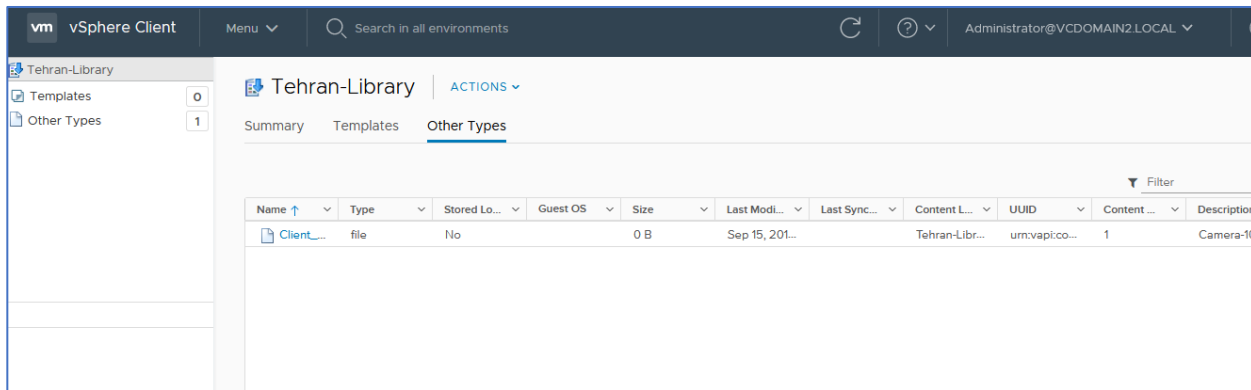 vm vSphere Client Menu Search in all environments Administrator@VCDOMAIN2.LOCAL
Tehran-Library
Templates 0
Other Types 1
Tehran-Library ACTIONS
Summary Templates Other Types
Filter
Name Type Stored Lo... Guest OS Size Last Modi... Last Sync... Content L... UUID Content ... Description
Client_... file No 0 B Sep 15, 201... Tehran-Libr... urn:vapi:co... 1 Camera-10